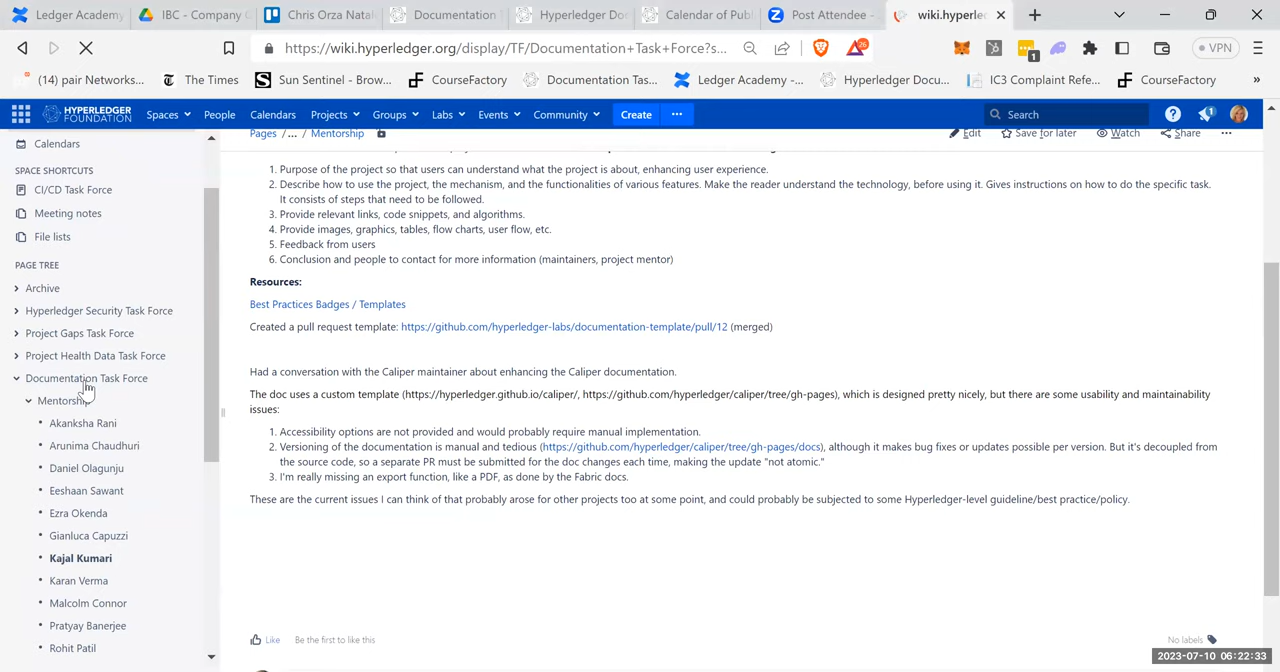 Ledger Academy
IBC - Company
Chris Orza Natal
Documentation
Hyperledger Do
Calendar of Pub
Post Attendee -
wiki.hyperle
https://wiki.hyperledger.org/display/TF/Documentation+Task+Force?s...
26
1
VPN
(14) pair Networks...
The Times
Sun Sentinel - Brow...
CourseFactory
Documentation Tas...
Ledger Academy -...
Hyperledger Docu...
IC3 Complaint Refe...
CourseFactory
»
HYPERLEDGER
FOUNDATION
Spaces
People
Calendars
Projects
Groups
Labs
Events
Community
Create
...
Search
1
Pages /... / Mentorship
Edit
Save for later
Watch
Share
...
Calendars
SPACE SHORTCUTS
CI/CD Task Force
Meeting notes
File lists
PAGE TREE
Archive
Hyperledger Security Task Force
Project Gaps Task Force
Project Health Data Task Force
Documentation Task Force
Mentorship
• Akanksha Rani
• Arunima Chaudhuri
• Daniel Olagunju
• Eeshaan Sawant
• Ezra Okenda
• Gianluca Capuzzi
• Kajal Kumari
• Karan Verma
• Malcolm Connor
• Pratyay Banerjee
• Rohit Patil
1. Purpose of the project so that users can understand what the project is about, enhancing user experience.
2. Describe how to use the project, the mechanism, and the functionalities of various features. Make the reader understand the technology, before using it. Gives instructions on how to do the specific task.
It consists of steps that need to be followed.
3. Provide relevant links, code snippets, and algorithms.
4. Provide images, graphics, tables, flow charts, user flow, etc.
5. Feedback from users
6. Conclusion and people to contact for more information (maintainers, project mentor)
Resources:
Best Practices Badges / Templates
Created a pull request template: https://github.com/hyperledger-labs/documentation-template/pull/12 (merged)
Had a conversation with the Caliper maintainer about enhancing the Caliper documentation.
The doc uses a custom template (https://hyperledger.github.io/caliper/, https://github.com/hyperledger/caliper/tree/gh-pages), which is designed pretty nicely, but there are some usability and maintainability
issues:
1. Accessibility options are not provided and would probably require manual implementation.
2. Versioning of the documentation is manual and tedious (https://github.com/hyperledger/caliper/tree/gh-pages/docs), although it makes bug fixes or updates possible per version. But it's decoupled from
the source code, so a separate PR must be submitted for the doc changes each time, making the update "not atomic."
3. I'm really missing an export function, like a PDF, as done by the Fabric docs.
These are the current issues I can think of that probably arose for other projects too at some point, and could probably be subjected to some Hyperledger-level guideline/best practice/policy.
Like
Be the first to like this
No labels
2023-07-10 06:22:33